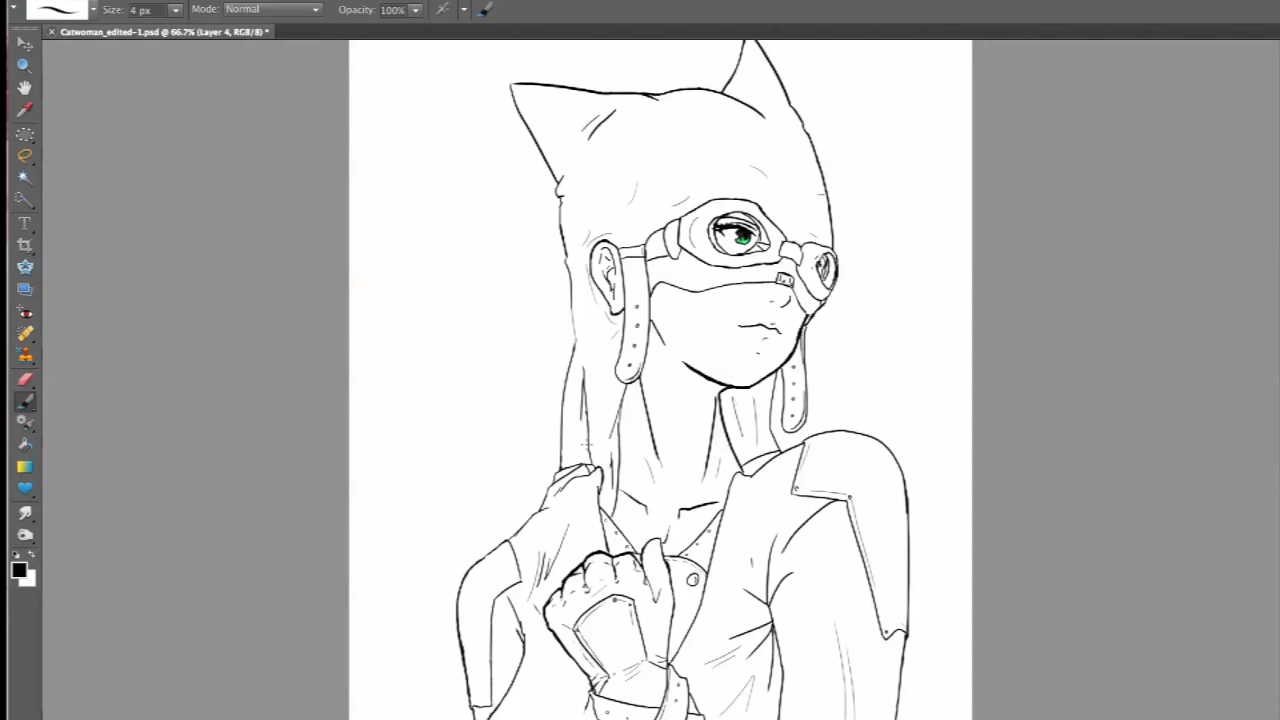 Size: 4 px Mode: Normal Opacity: 100%
Catwoman_edited-1.psd @ 66.7% (Layer 4, RGB/8) *